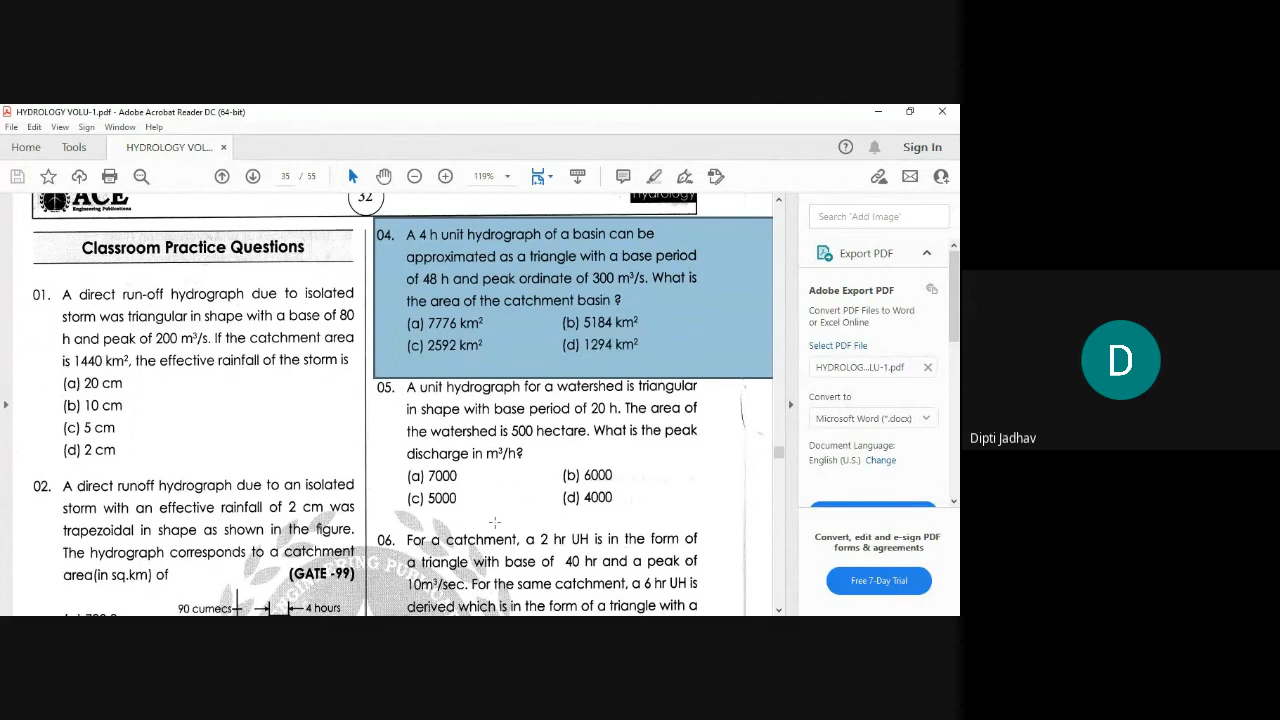 HYDROLOGY VOLU-1.pdf - Adobe Acrobat Reader DC (64-bit)
File Edit View Sign Window Help
Home Tools HYDROLOGY VOL... × Sign In
35 / 55 119%
ACE
Engineering Publications
32
Hydrology
Classroom Practice Questions
01. A direct run-off hydrograph due to isolated
storm was triangular in shape with a base of 80
h and peak of 200 m³/s. If the catchment area
is 1440 km², the effective rainfall of the storm is
(a) 20 cm
(b) 10 cm
(c) 5 cm
(d) 2 cm
02. A direct runoff hydrograph due to an isolated
storm with an effective rainfall of 2 cm was
trapezoidal in shape as shown in the figure.
The hydrograph corresponds to a catchment
area(in sq.km) of (GATE -99)
90 cumecs 4 hours
04. A 4 h unit hydrograph of a basin can be
approximated as a triangle with a base period
of 48 h and peak ordinate of 300 m³/s. What is
the area of the catchment basin ?
(a) 7776 km² (b) 5184 km²
(c) 2592 km² (d) 1294 km²
05. A unit hydrograph for a watershed is triangular
in shape with base period of 20 h. The area of
the watershed is 500 hectare. What is the peak
discharge in m³/h?
(a) 7000 (b) 6000
(c) 5000 (d) 4000
06. For a catchment, a 2 hr UH is in the form of
a triangle with base of 40 hr and a peak of
10m³/sec. For the same catchment, a 6 hr UH is
derived which is in the form of a triangle with a
Search 'Add Image'
Export PDF
Adobe Export PDF
Convert PDF Files to Word
or Excel Online
Select PDF File
HYDROLOG...LU-1.pdf
Convert to
Microsoft Word (*.docx)
Document Language:
English (U.S.) Change
Convert, edit and e-sign PDF
forms & agreements
Free 7-Day Trial
D
Dipti Jadhav